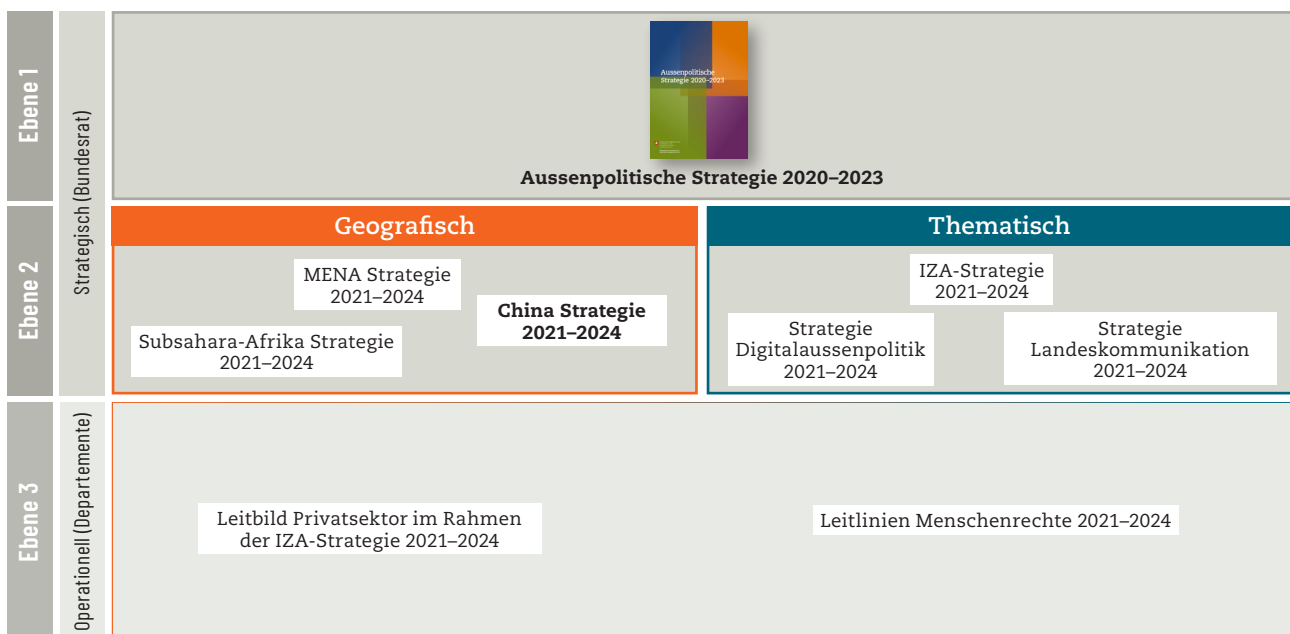 Ebene 1
Strategisch (Bundesrat)
Aussenpolitische
Strategie 2020–2023
Aussenpolitische Strategie 2020–2023
Ebene 2
Geografisch
MENA Strategie
2021–2024
China Strategie
2021–2024
Subsahara-Afrika Strategie
2021–2024
Thematisch
IZA-Strategie
2021–2024
Strategie
Digitalaussenpolitik
2021–2024
Strategie
Landeskommunikation
2021–2024
Ebene 3
Operationell (Departemente)
Leitbild Privatsektor im Rahmen
der IZA-Strategie 2021–2024
Leitlinien Menschenrechte 2021–2024